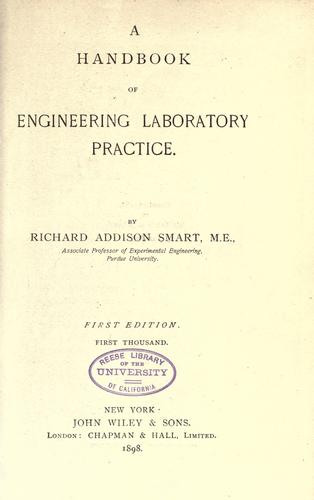 A
HANDBOOK
OF
ENGINEERING LABORATORY
PRACTICE.
BY
RICHARD ADDISON SMART, M.E.,
Associate Professor of Experimental Engineering,
Purdue University.
FIRST EDITION.
FIRST THOUSAND.
REESE LIBRARY
OF THE
UNIVERSITY
OF CALIFORNIA
NEW YORK:
JOHN WILEY & SONS.
LONDON: CHAPMAN & HALL, LIMITED.
1898.